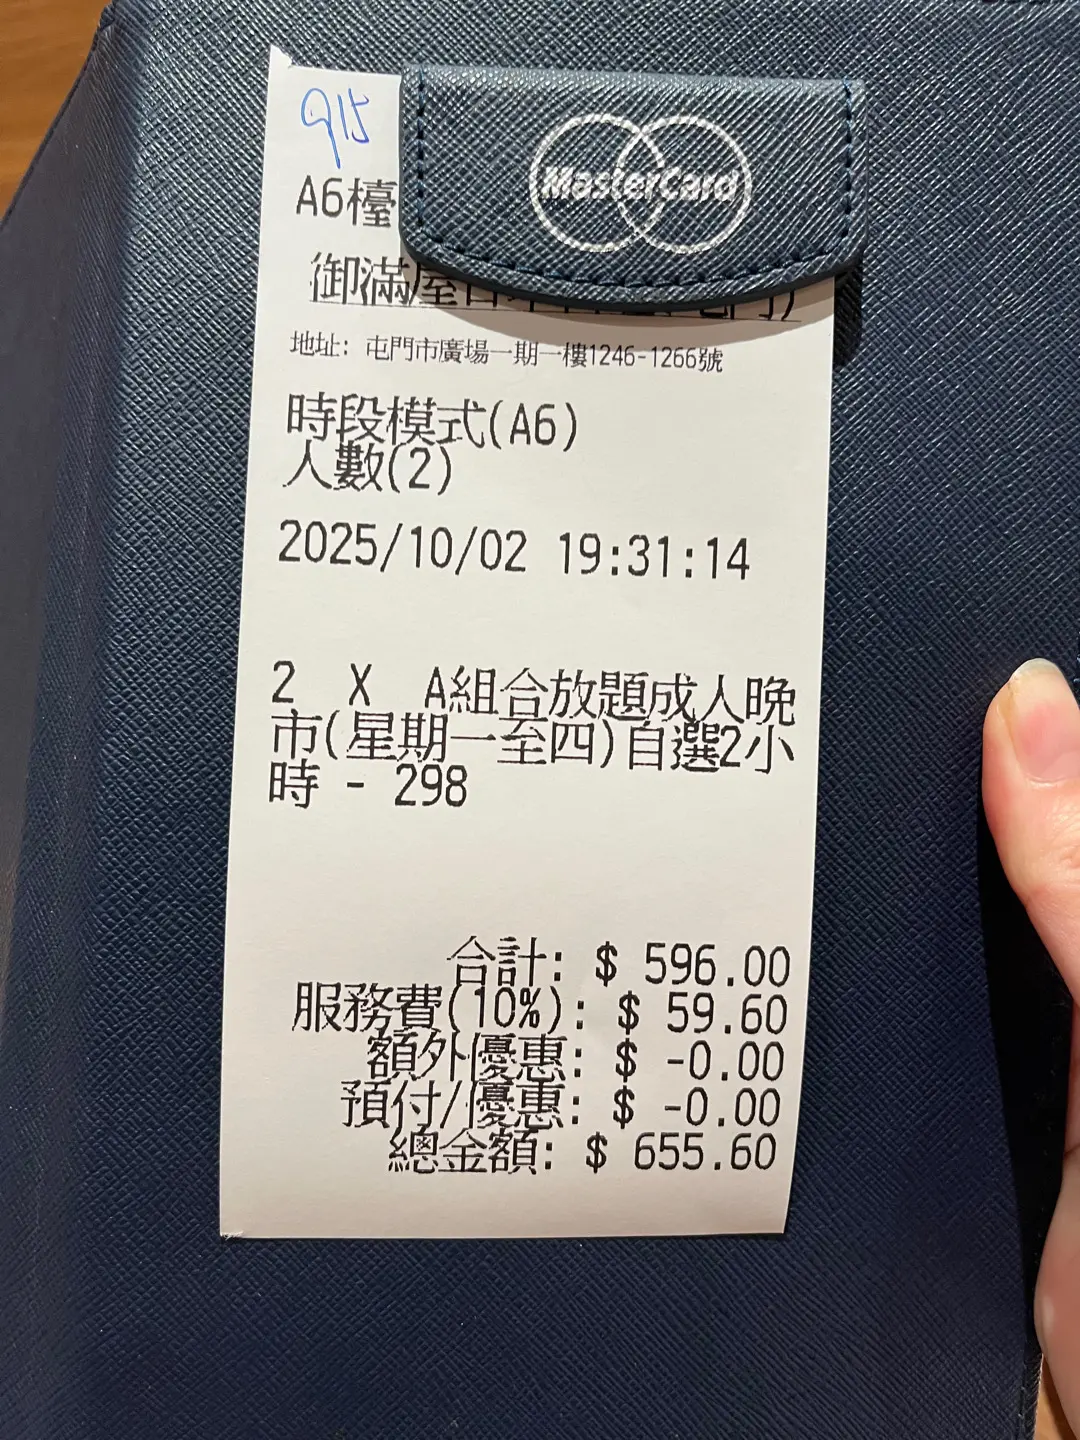 915
MasterCard
A6檯
御滿屋日
地址: 屯門市廣場一期一樓1246-1266號
時段模式(A6)
人數(2)
2025/10/02 19:31:14
2 X A組合放題成人晚
市(星期一至四)自選2小
時 - 298
合計: $ 596.00
服務費(10%): $ 59.60
額外優惠: $ -0.00
預付/優惠: $ -0.00
總金額: $ 655.60